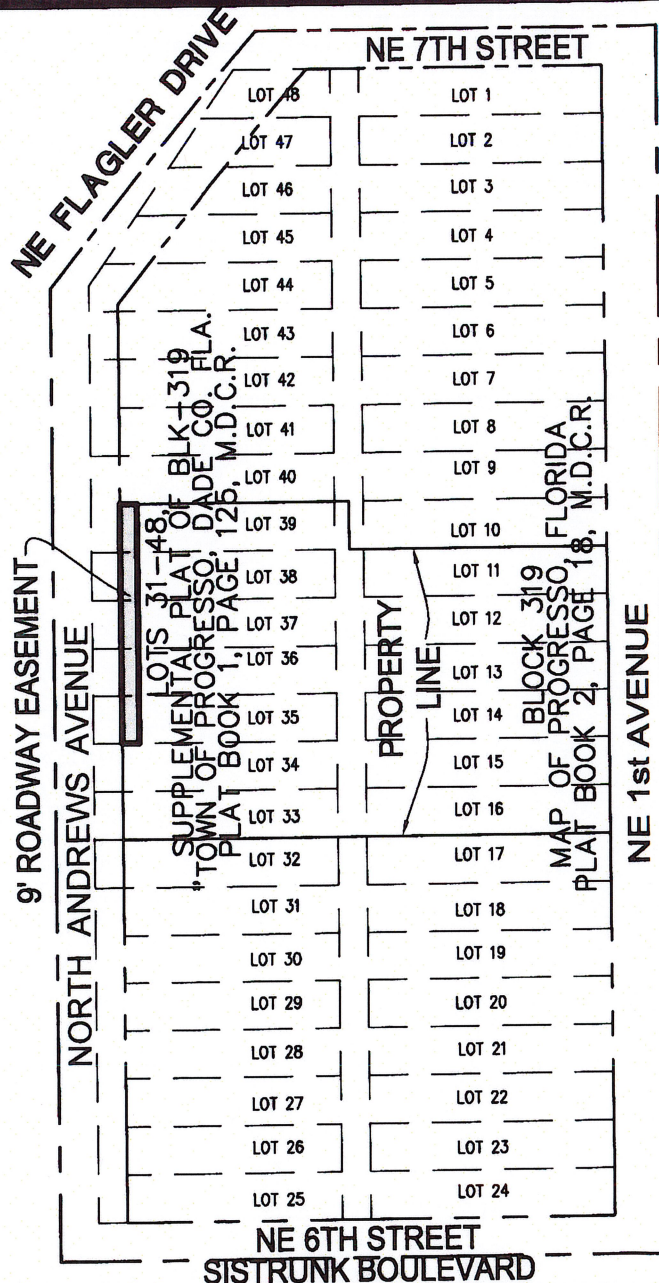 NE FLAGLER DRIVE
NE 7TH STREET
LOT 48
LOT 47
LOT 46
LOT 45
LOT 44
LOT 43
LOT 42
LOT 41
LOT 40
LOT 39
LOT 38
LOT 37
LOT 36
LOT 35
LOT 34
LOT 33
LOT 32
LOT 31
LOT 30
LOT 29
LOT 28
LOT 27
LOT 26
LOT 25
LOT 1
LOT 2
LOT 3
LOT 4
LOT 5
LOT 6
LOT 7
LOT 8
LOT 9
LOT 10
LOT 11
LOT 12
LOT 13
LOT 14
LOT 15
LOT 16
LOT 17
LOT 18
LOT 19
LOT 20
LOT 21
LOT 22
LOT 23
LOT 24
9' ROADWAY EASEMENT
NORTH ANDREWS AVENUE
LOTS 31-48,
SUPPLEMENTAL PLAT OF BLK-319
"TOWN OF PROGRESSO, DADE CO. FLA.
PLAT BOOK 1, PAGE, 125, M.D.C.R.
PROPERTY
LINE
BLOCK 319
MAP OF PROGRESSO, FLORIDA
PLAT BOOK 2, PAGE 18, M.D.C.R.
NE 1st AVENUE
NE 6TH STREET
SISTRUNK BOULEVARD